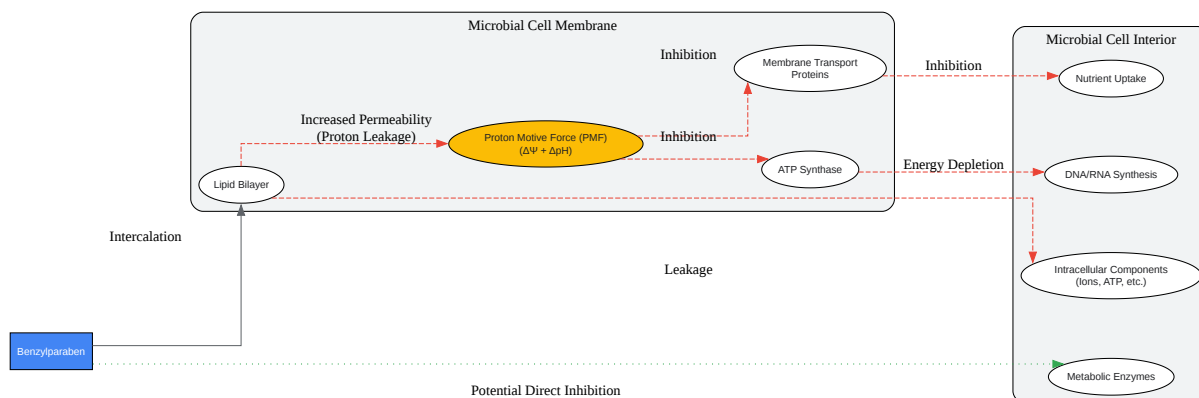 Microbial Cell Membrane
Microbial Cell Interior
Inhibition
Membrane Transport
Proteins
Inhibition
Nutrient Uptake
Increased Permeability
(Proton Leakage)
Proton Motive Force (PMF)
(ΔΨ + ΔpH)
Inhibition
ATP Synthase
Energy Depletion
DNA/RNA Synthesis
Lipid Bilayer
Intercalation
Leakage
Intracellular Components
(Ions, ATP, etc.)
Benzylparaben
Metabolic Enzymes
Potential Direct Inhibition